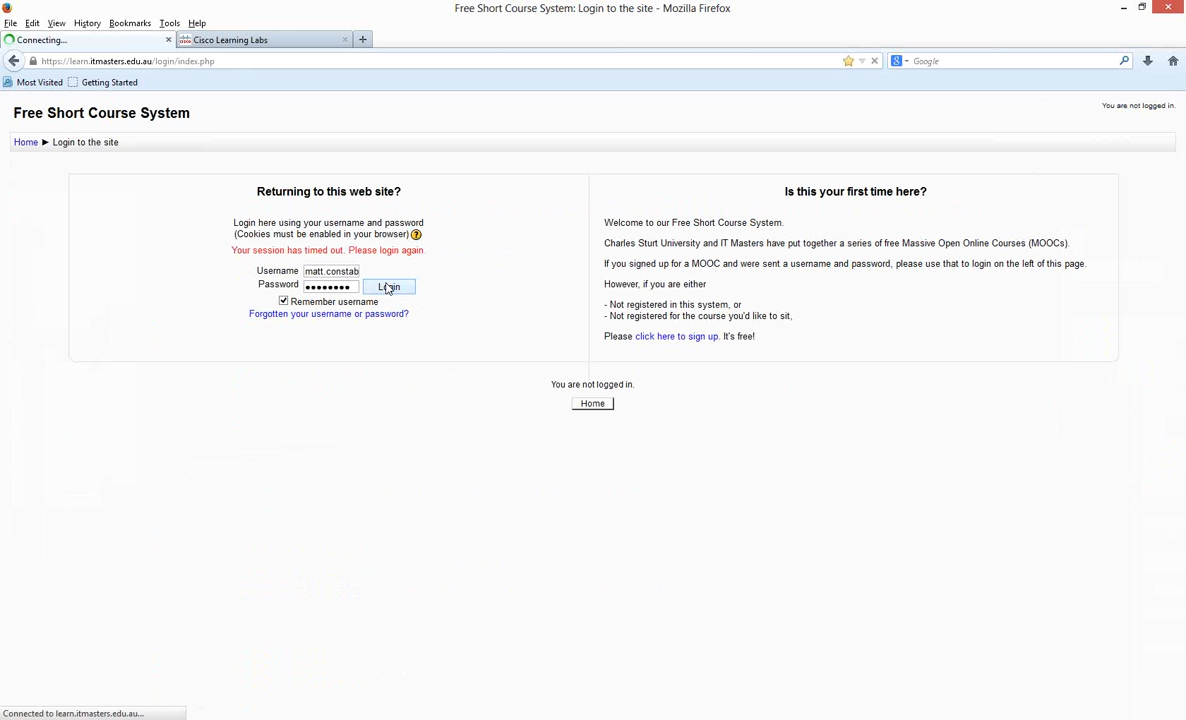 Free Short Course System: Login to the site - Mozilla Firefox
File Edit View History Bookmarks Tools Help
Connecting...
Cisco Learning Labs
https://learn.itmasters.edu.au/login/index.php
Google
Most Visited Getting Started
You are not logged in.
Free Short Course System
Home ► Login to the site
Returning to this web site?
Login here using your username and password
(Cookies must be enabled in your browser) ?
Your session has timed out. Please login again
Username matt.constab
Password ●●●●●●●●
Login
Remember username
Forgotten your username or password?
Is this your first time here?
Welcome to our Free Short Course System.
Charles Sturt University and IT Masters have put together a series of free Massive Open Online Courses (MOOCs).
If you signed up for a MOOC and were sent a username and password, please use that to login on the left of this page.
However, if you are either
- Not registered in this system, or
- Not registered for the course you'd like to sit,
Please click here to sign up. It's free!
You are not logged in.
Home
Connected to learn.itmasters.edu.au...